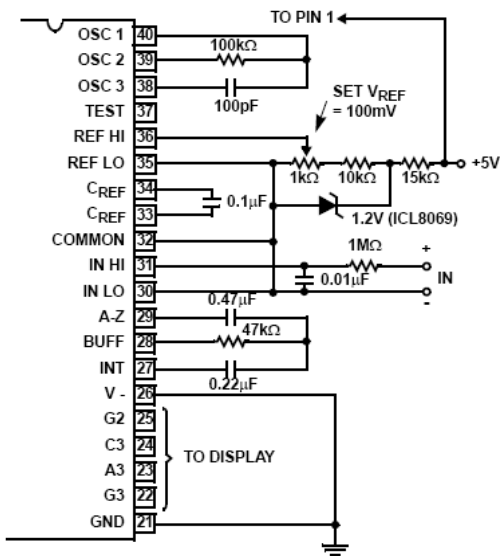 TO PIN 1
OSC 1 40
100kΩ
OSC 2 39
OSC 3 38
100pF
SET VREF
= 100mV
TEST 37
REF HI 36
REF LO 35
+5V
1kΩ 10kΩ 15kΩ
CREF 34
0.1µF
CREF 33
1.2V (ICL8069)
COMMON 32
1MΩ
+
IN HI 31
0.01µF
IN
IN LO 30
-
0.47µF
A-Z 29
47kΩ
BUFF 28
INT 27
0.22µF
V - 26
G2 25
C3 24
TO DISPLAY
A3 23
G3 22
GND 21